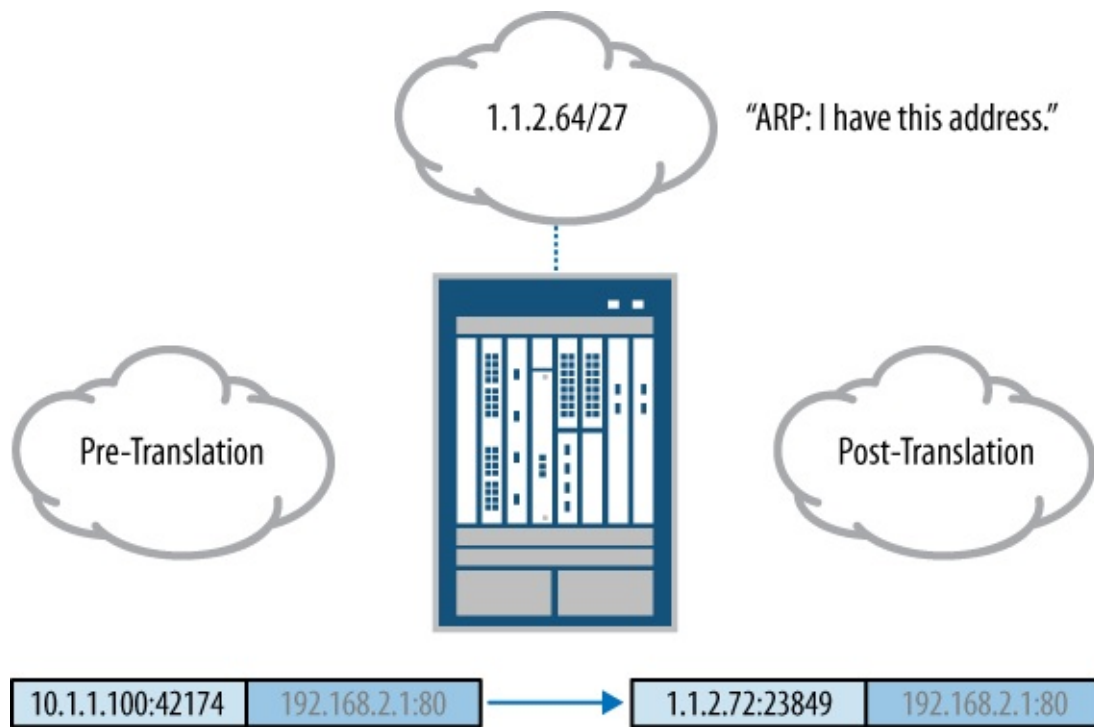 1.1.2.64/27
“ARP: I have this address.”
Pre-Translation
Post-Translation
10.1.1.100:42174
192.168.2.1:80
1.1.2.72:23849
192.168.2.1:80